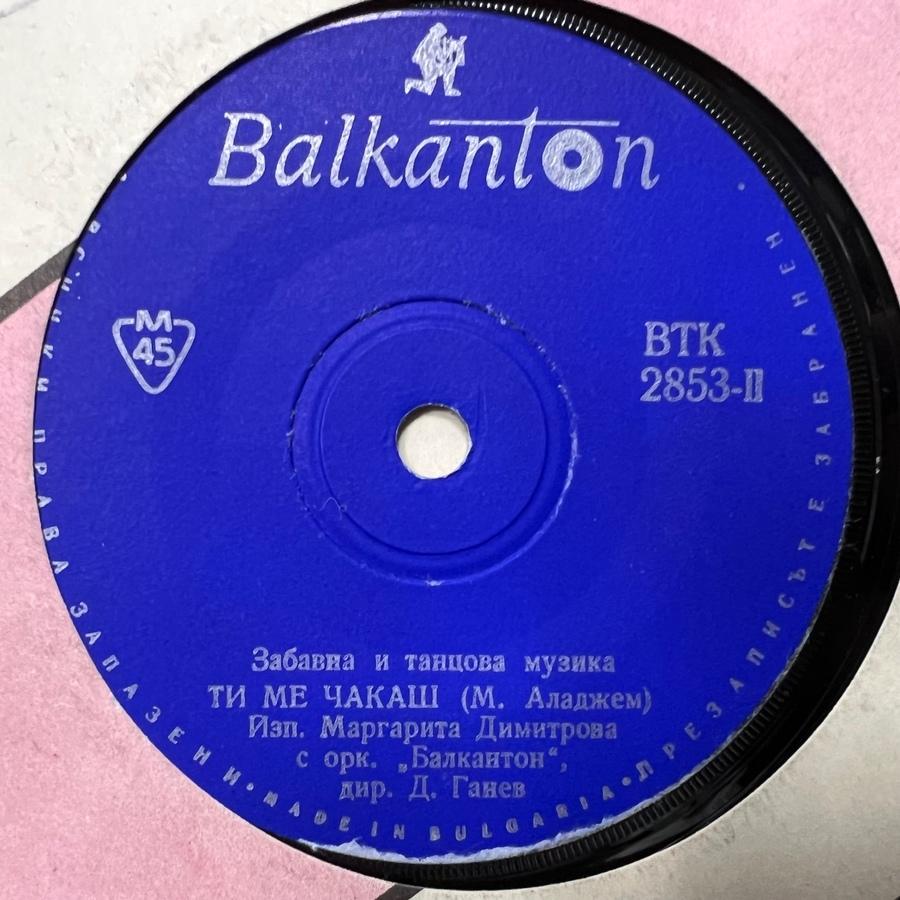 Balkanton
М
45
ВТК
2853-II
Забавна и танцова музика
ТИ МЕ ЧАКАШ (М. Аладжем)
Изп. Маргарита Димитрова
с орк. „Балкантон“,
дир. Д. Ганев
ВСИЧКИ ПРАВА ЗАПАЗЕНИ • MADE IN BULGARIA • ПРЕЗАПИСЪТ Е ЗАБРАНЕН